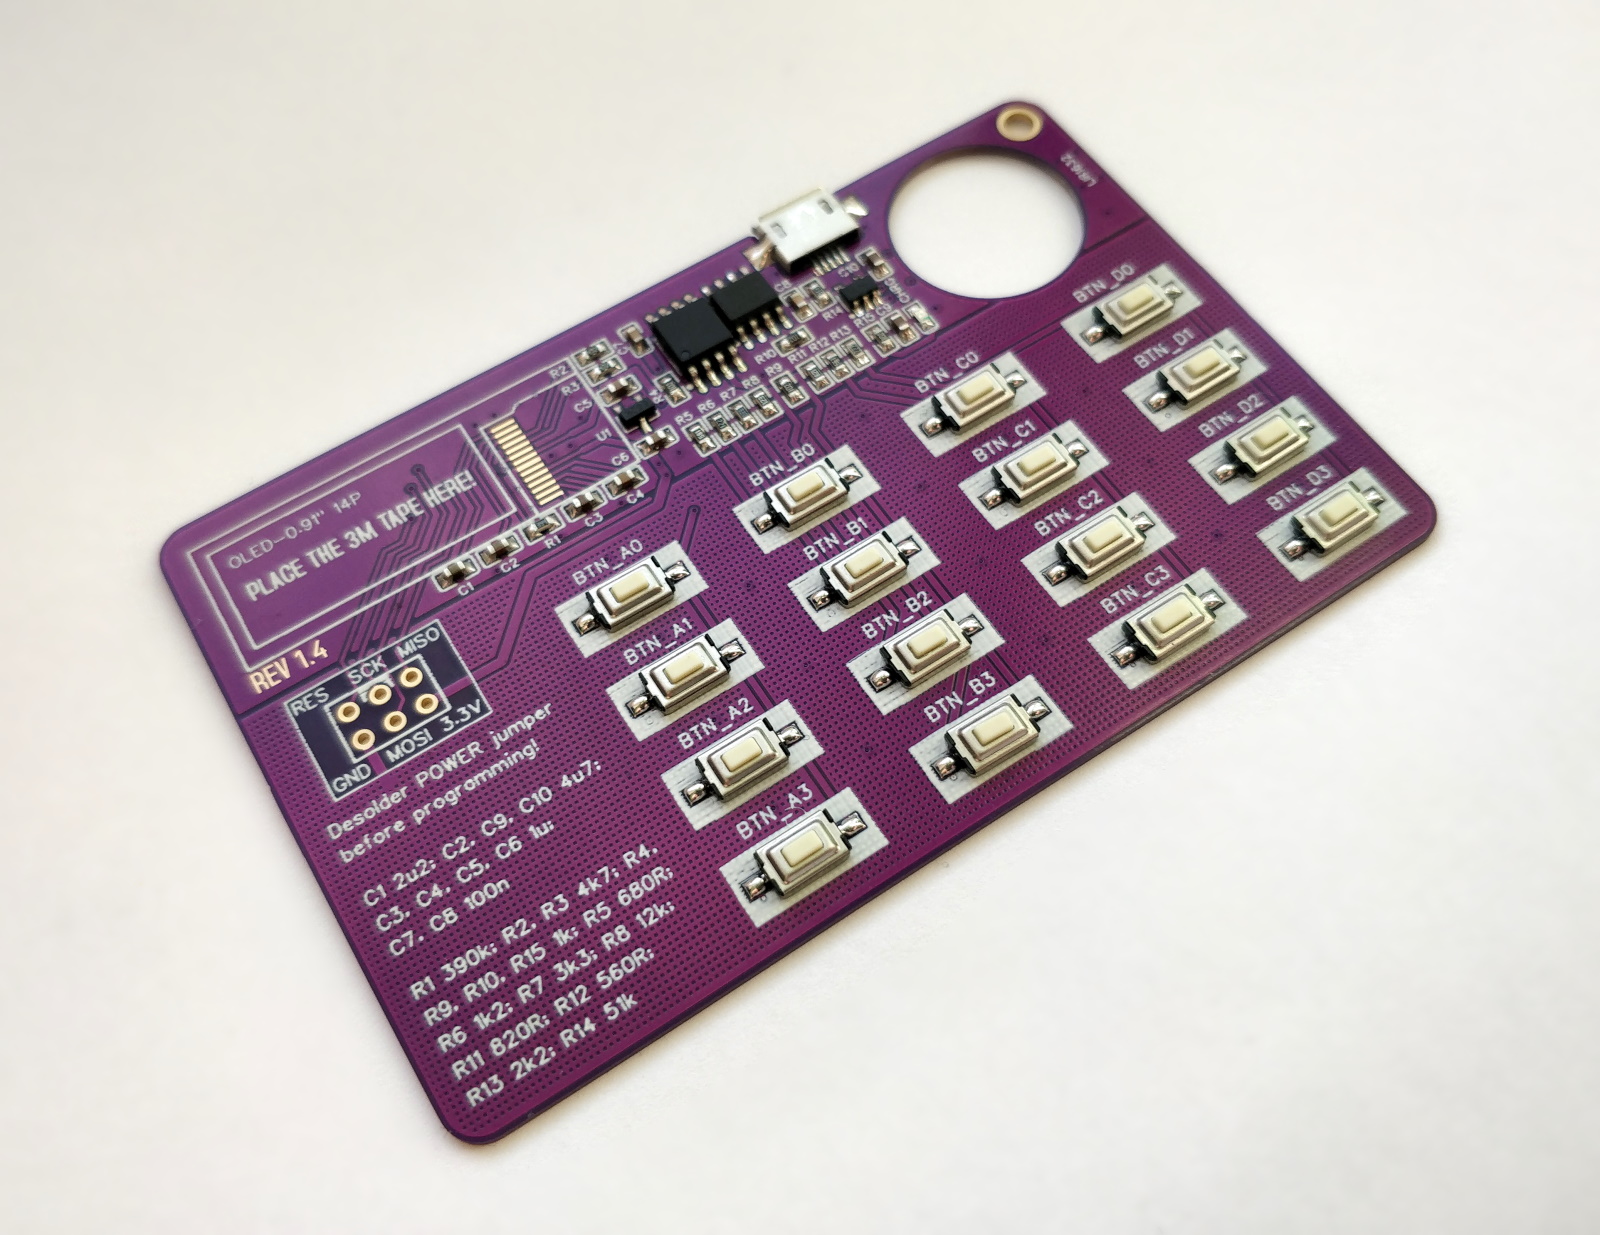 LIR1632
OLED-0.91" 14P
PLACE THE 3M TAPE HERE!
REV 1.4
RES SCK MISO
GND MOSI 3.3V
Desolder POWER jumper
before programming!
C1 2u2; C2, C9, C10 4u7;
C3, C4, C5, C6 1u;
C7, C8 100n
R1 390k; R2, R3 4k7; R4,
R9, R10, R15 1k; R5 680R;
R6 1k2; R7 3k3; R8 12k;
R11 820R; R12 560R;
R13 2k2; R14 51k
R2
R3
C5
U1
C6
C4
C3
R1
C2
C1
R5
R6
R7
R8
R9
R10
R11
R12
R13
R14
R15
C8
C10
CHRG
BTN_A0
BTN_A1
BTN_A2
BTN_A3
BTN_B0
BTN_B1
BTN_B2
BTN_B3
BTN_C0
BTN_C1
BTN_C2
BTN_C3
BTN_D0
BTN_D1
BTN_D2
BTN_D3